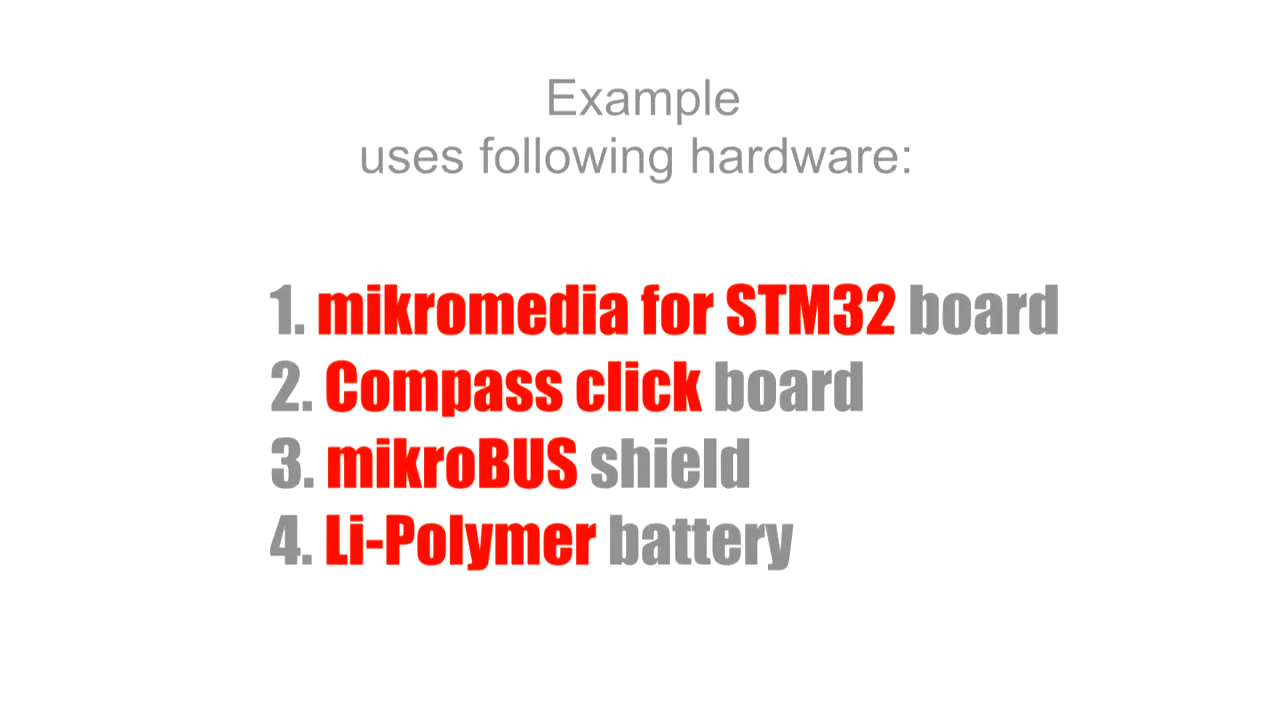 Example
uses following hardware:
1. mikromedia for STM32 board
2. Compass click board
3. mikroBUS shield
4. Li-Polymer battery